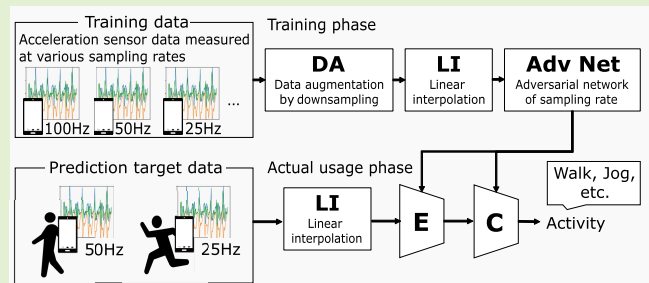 Training data
Acceleration sensor data measured
at various sampling rates
100Hz
50Hz
25Hz
...
Training phase
DA
Data augmentation
by downsampling
LI
Linear
interpolation
Adv Net
Adversarial network
of sampling rate
Prediction target data
50Hz
25Hz
Actual usage phase
LI
Linear
interpolation
E
C
Walk, Jog,
etc.
Activity